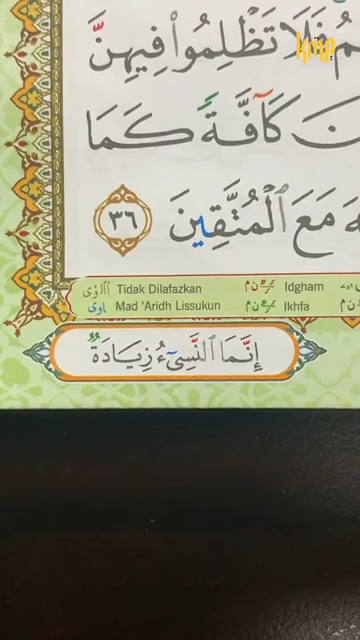 فَلَا تَظْلِمُوا۟ فِيهِنَّ
كَآفَّةً كَمَا
مَعَ ٱلْمُتَّقِينَ ٣٦
Tidak Dilafazkan Idgham
Mad 'Aridh Lissukun Ikhfa
إِنَّمَا ٱلنَّسِىٓءُ زِيَادَةٌ